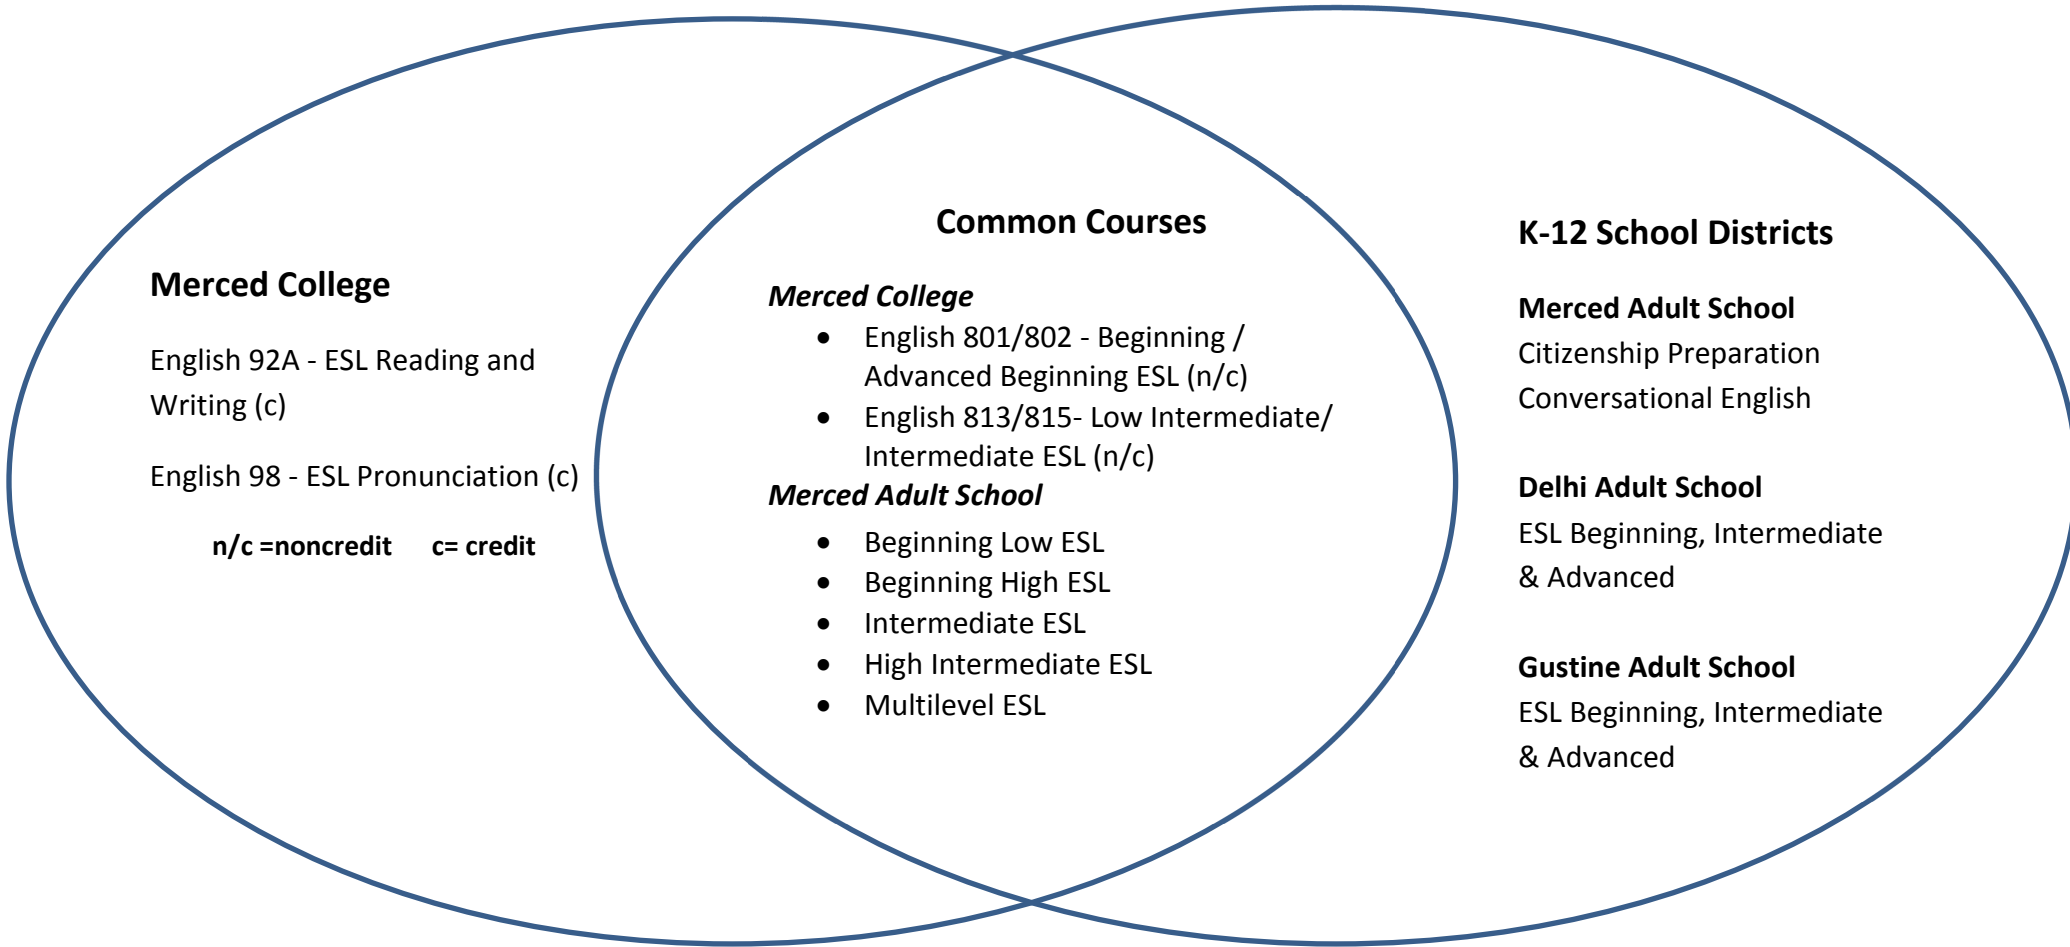 Merced College
English 92A - ESL Reading and
Writing (c)
English 98 - ESL Pronunciation (c)
n/c =noncredit c= credit
Common Courses
Merced College
• English 801/802 - Beginning /
Advanced Beginning ESL (n/c)
• English 813/815- Low Intermediate/
Intermediate ESL (n/c)
Merced Adult School
• Beginning Low ESL
• Beginning High ESL
• Intermediate ESL
• High Intermediate ESL
• Multilevel ESL
K-12 School Districts
Merced Adult School
Citizenship Preparation
Conversational English
Delhi Adult School
ESL Beginning, Intermediate
& Advanced
Gustine Adult School
ESL Beginning, Intermediate
& Advanced